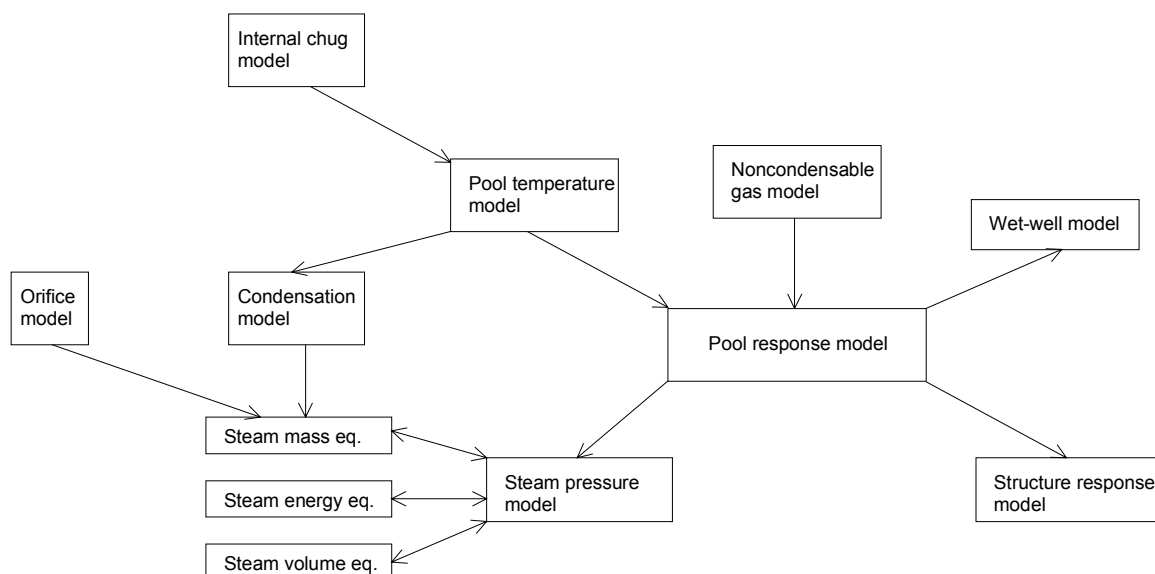 Internal chug
model
Pool temperature
model
Noncondensable
gas model
Wet-well model
Orifice
model
Condensation
model
Pool response model
Steam mass eq.
Steam energy eq.
Steam volume eq.
Steam pressure
model
Structure response
model